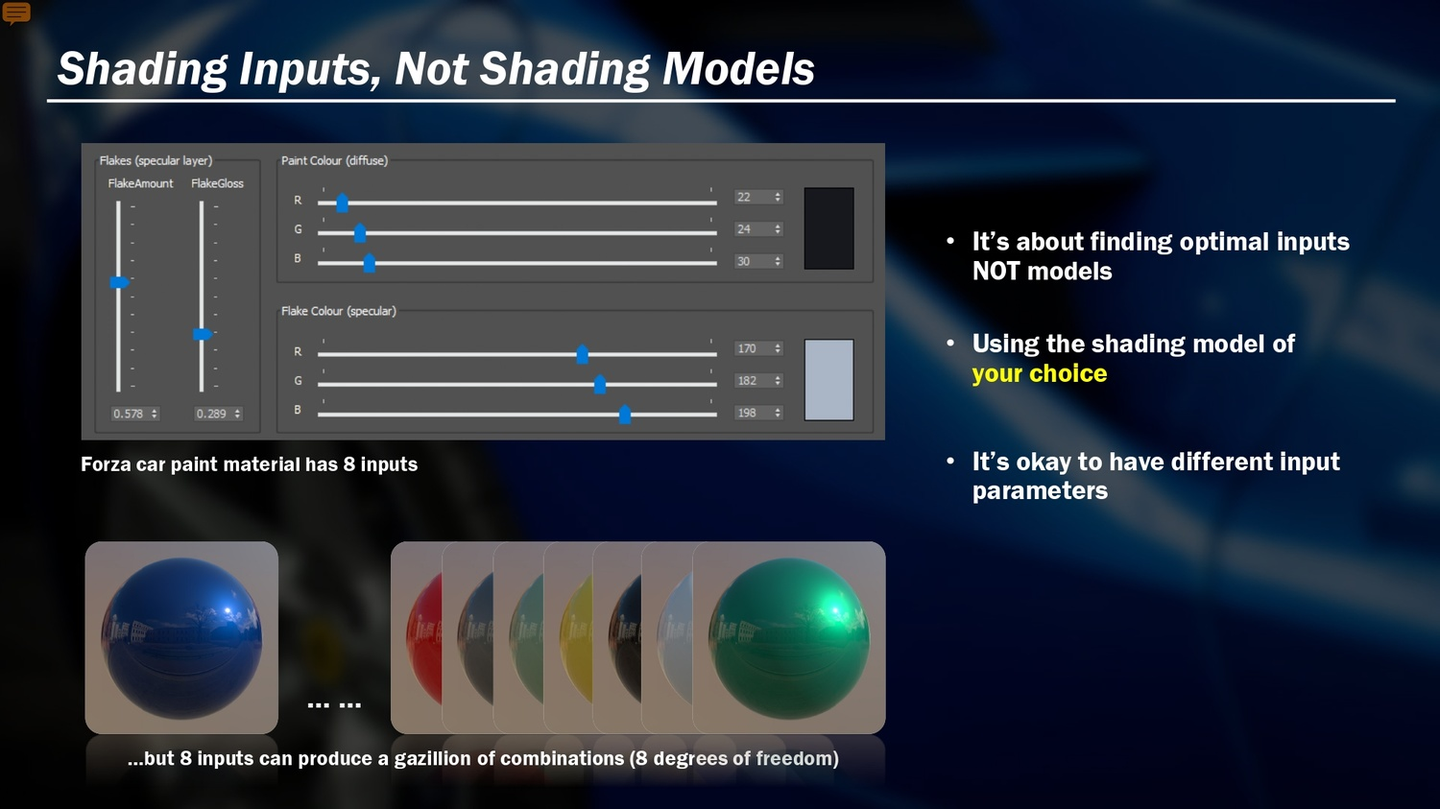 Shading Inputs, Not Shading Models
Flakes (specular layer)
FlakeAmount FlakeGloss
0.578 0.289
Paint Colour (diffuse)
R 22
G 24
B 30
Flake Colour (specular)
R 170
G 182
B 198
Forza car paint material has 8 inputs
... ...
...but 8 inputs can produce a gazillion of combinations (8 degrees of freedom)
• It’s about finding optimal inputs
NOT models
• Using the shading model of
your choice
• It’s okay to have different input
parameters